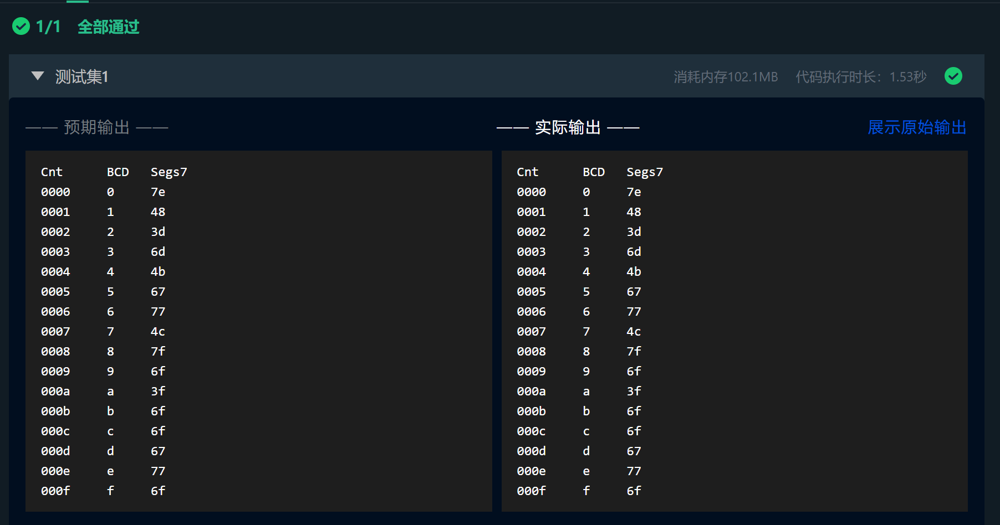 1/1 全部通过
测试集1 消耗内存102.1MB 代码执行时长：1.53秒
—— 预期输出 ——
Cnt BCD Segs7
0000 0 7e
0001 1 48
0002 2 3d
0003 3 6d
0004 4 4b
0005 5 67
0006 6 77
0007 7 4c
0008 8 7f
0009 9 6f
000a a 3f
000b b 6f
000c c 6f
000d d 67
000e e 77
000f f 6f
—— 实际输出 —— 展示原始输出
Cnt BCD Segs7
0000 0 7e
0001 1 48
0002 2 3d
0003 3 6d
0004 4 4b
0005 5 67
0006 6 77
0007 7 4c
0008 8 7f
0009 9 6f
000a a 3f
000b b 6f
000c c 6f
000d d 67
000e e 77
000f f 6f